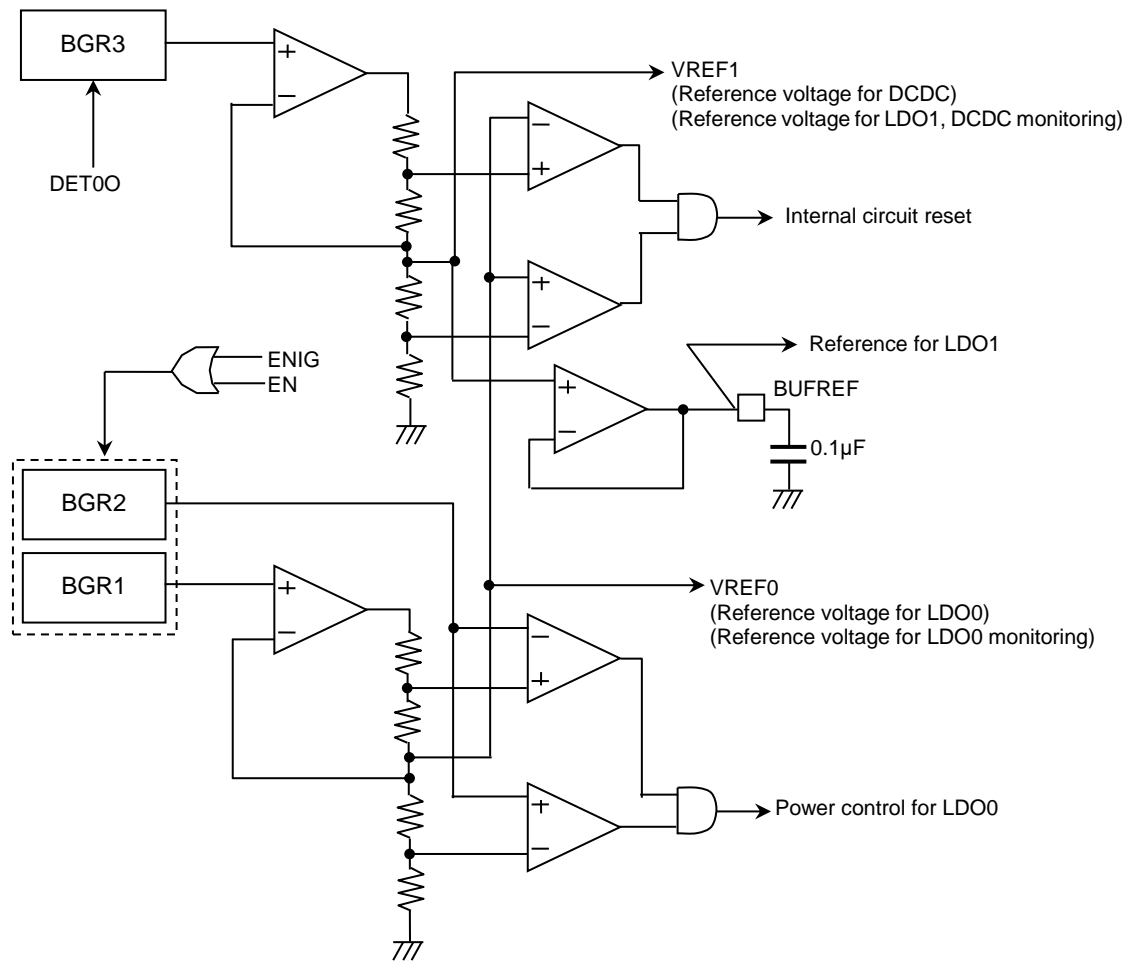 BGR3
DET0O
VREF1
(Reference voltage for DCDC)
(Reference voltage for LDO1, DCDC monitoring)
Internal circuit reset
ENIG
EN
Reference for LDO1
BUFREF
0.1µF
BGR2
BGR1
VREF0
(Reference voltage for LDO0)
(Reference voltage for LDO0 monitoring)
Power control for LDO0